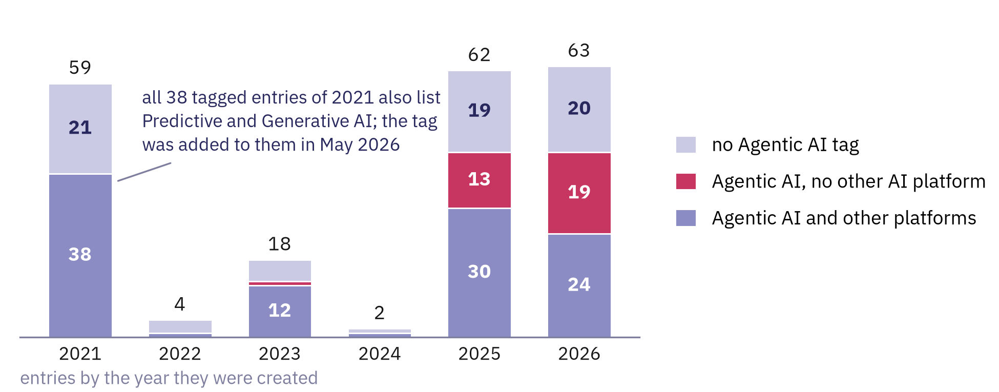 59
21
38
all 38 tagged entries of 2021 also list
Predictive and Generative AI; the tag
was added to them in May 2026
4
18
12
2
62
19
13
30
63
20
19
24
2021 2022 2023 2024 2025 2026
entries by the year they were created
no Agentic AI tag
Agentic AI, no other AI platform
Agentic AI and other platforms